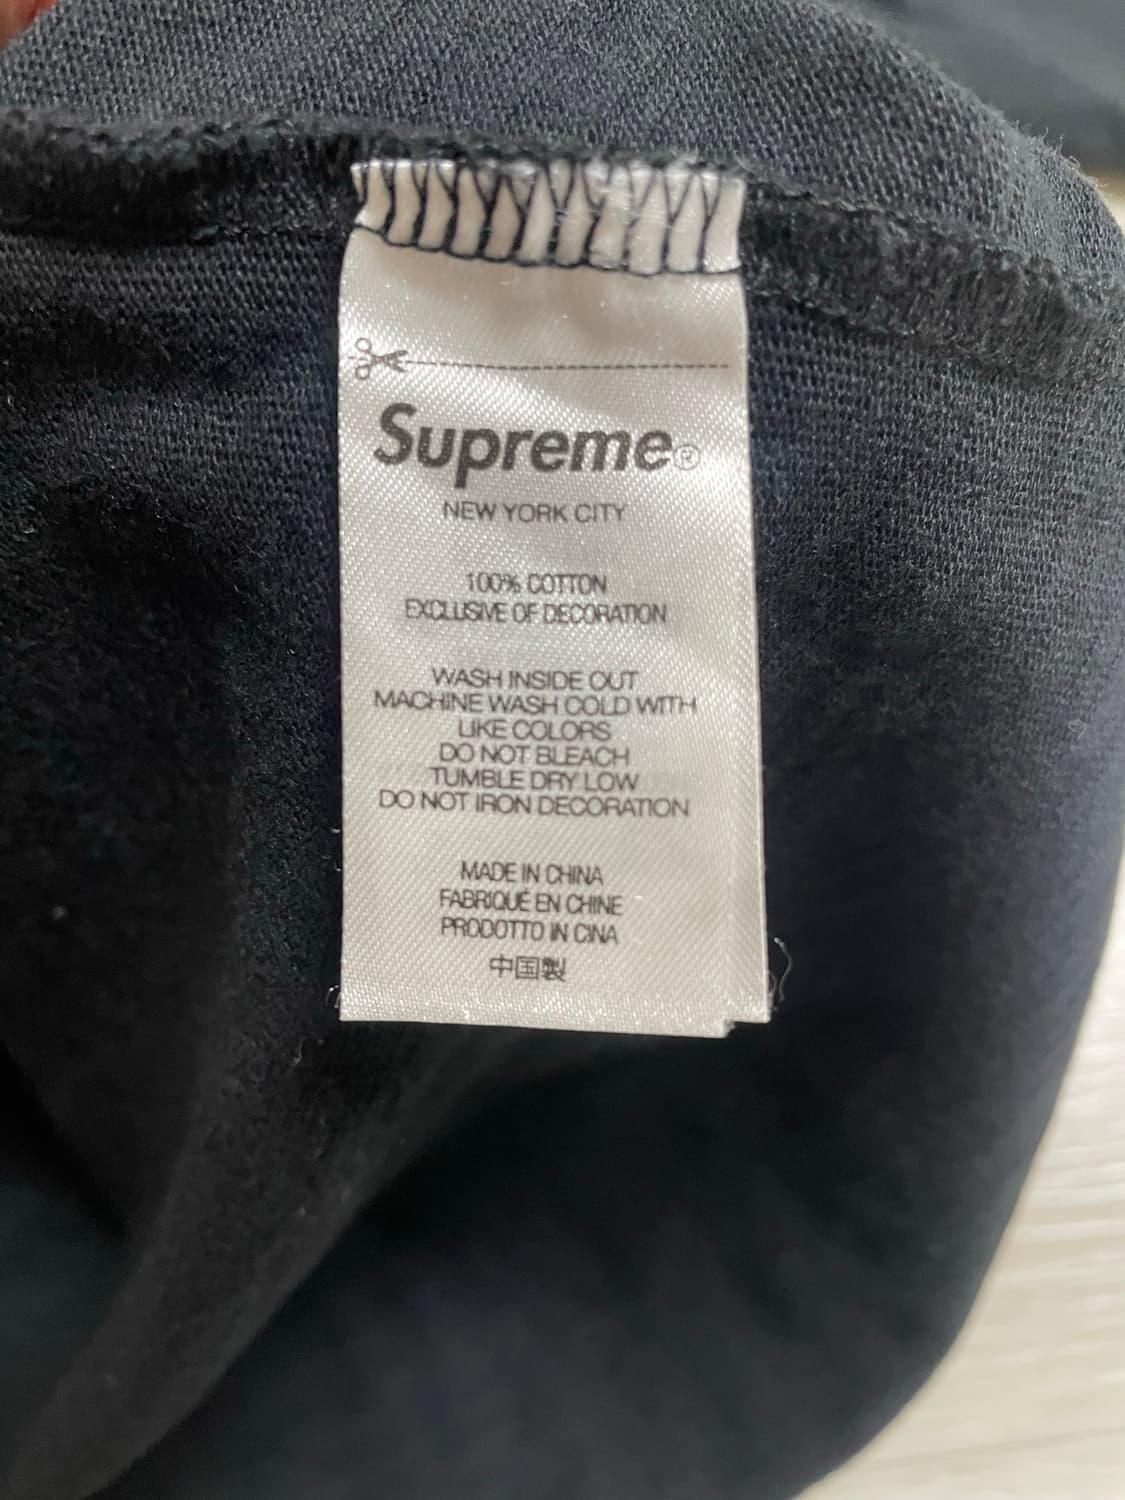 Supreme®
NEW YORK CITY
100% COTTON
EXCLUSIVE OF DECORATION
WASH INSIDE OUT
MACHINE WASH COLD WITH
LIKE COLORS
DO NOT BLEACH
TUMBLE DRY LOW
DO NOT IRON DECORATION
MADE IN CHINA
FABRIQUÉ EN CHINE
PRODOTTO IN CINA
中国製